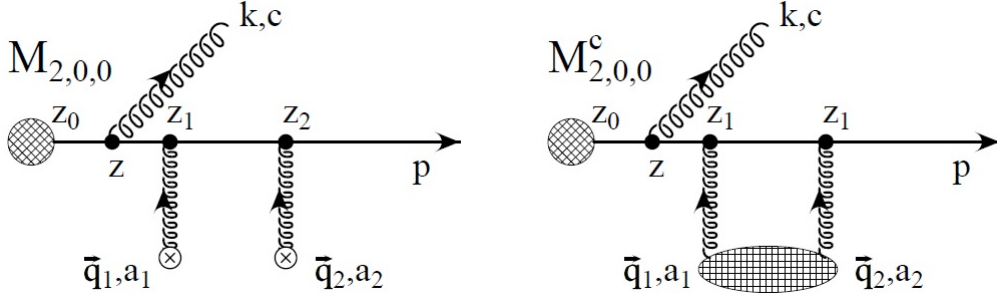 k,c
M2,0,0
z0 z1 z2
z p
q⃗1,a1 q⃗2,a2
k,c
Mc2,0,0
z0 z1 z1
z p
q⃗1,a1 q⃗2,a2